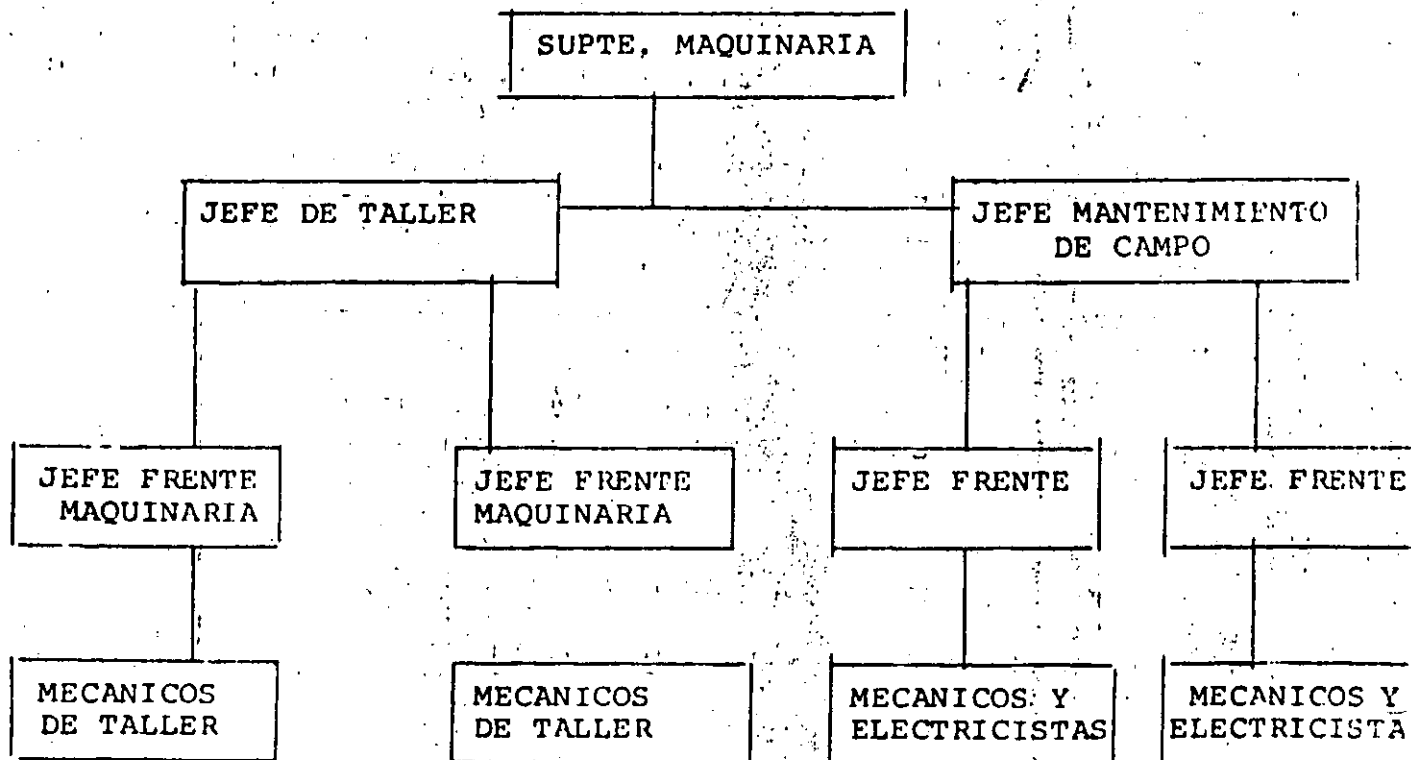 SUPTE, MAQUINARIA
JEFE DE TALLER
JEFE MANTENIMIENTO
DE CAMPO
JEFE FRENTE
MAQUINARIA
JEFE FRENTE
MAQUINARIA
JEFE FRENTE
JEFE FRENTE
MECANICOS
DE TALLER
MECANICOS
DE TALLER
MECANICOS Y
ELECTRICISTAS
MECANICOS Y
ELECTRICISTA